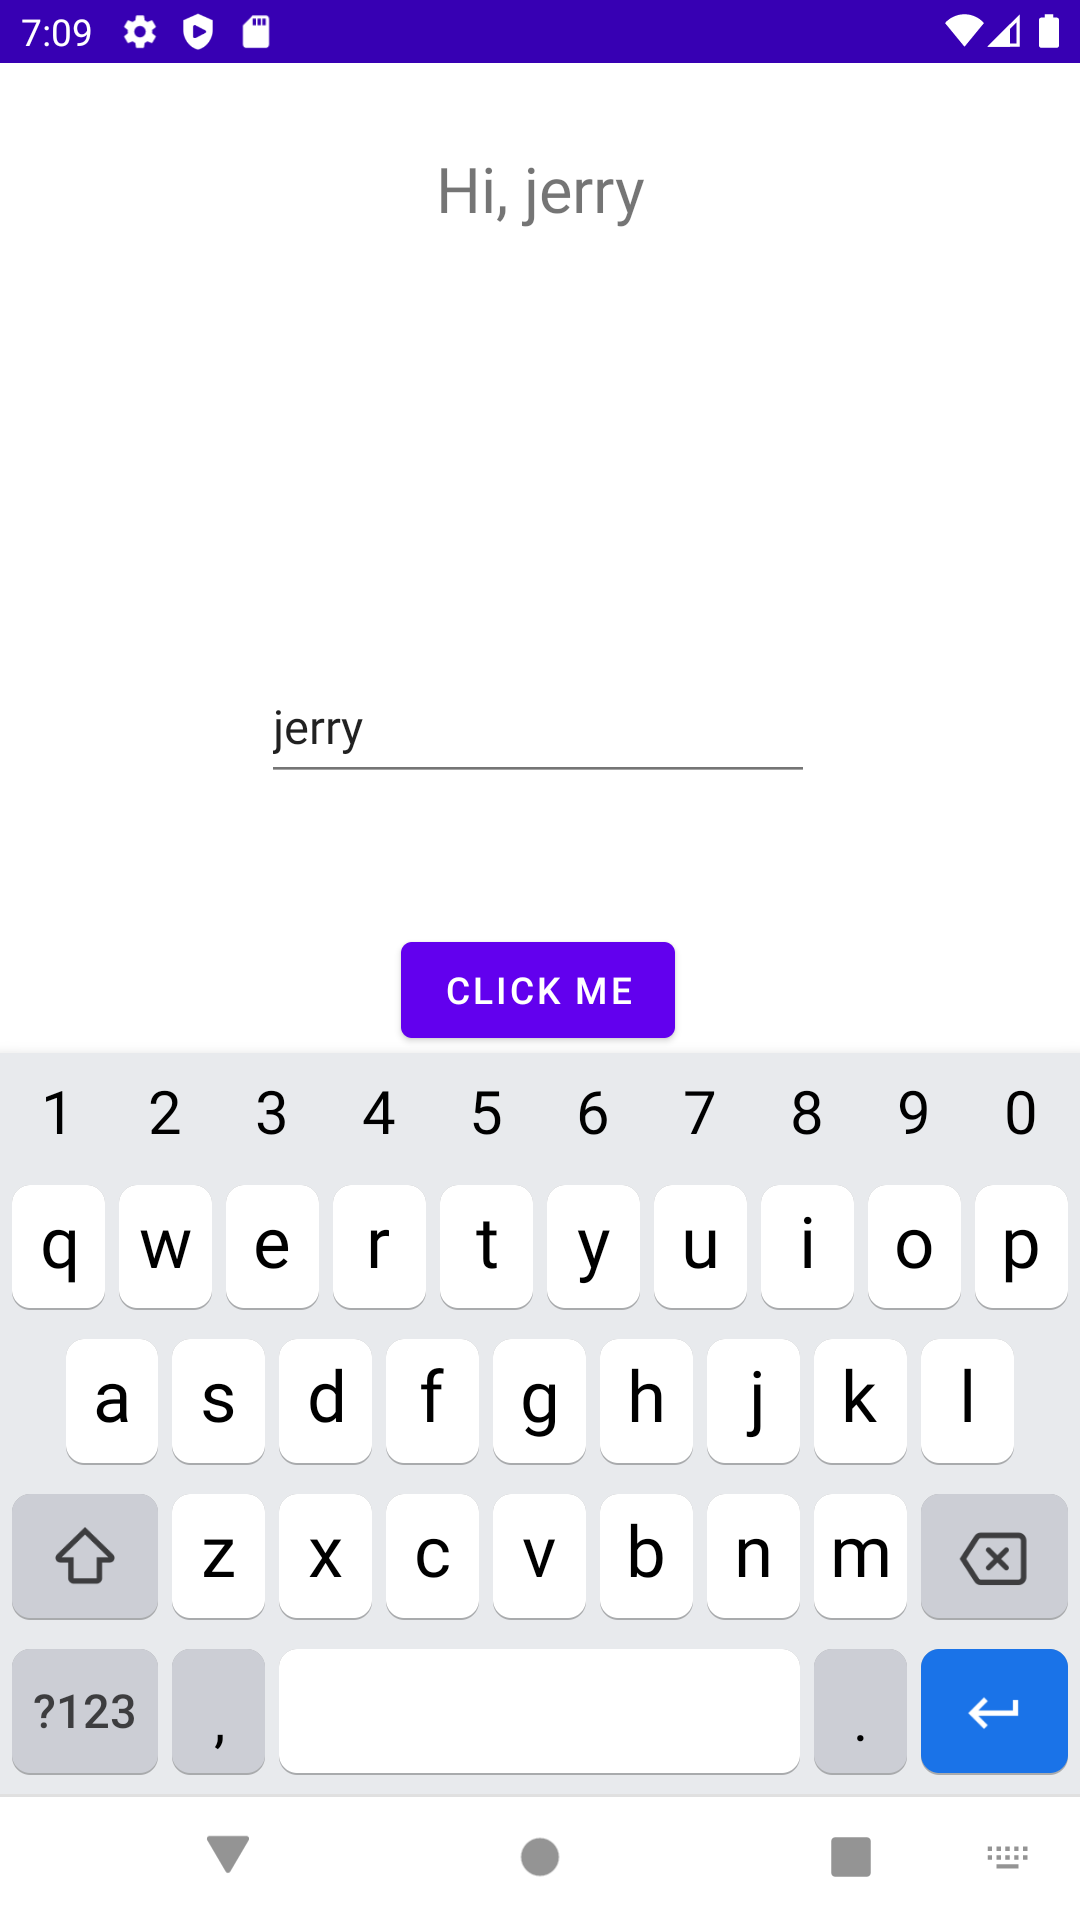 7:09
Hi, jerry
jerry
CLICK ME
1 2 3 4 5 6 7 8 9 0
q w e r t y u i o p
a s d f g h j k l
z x c v b n m
?123 , .